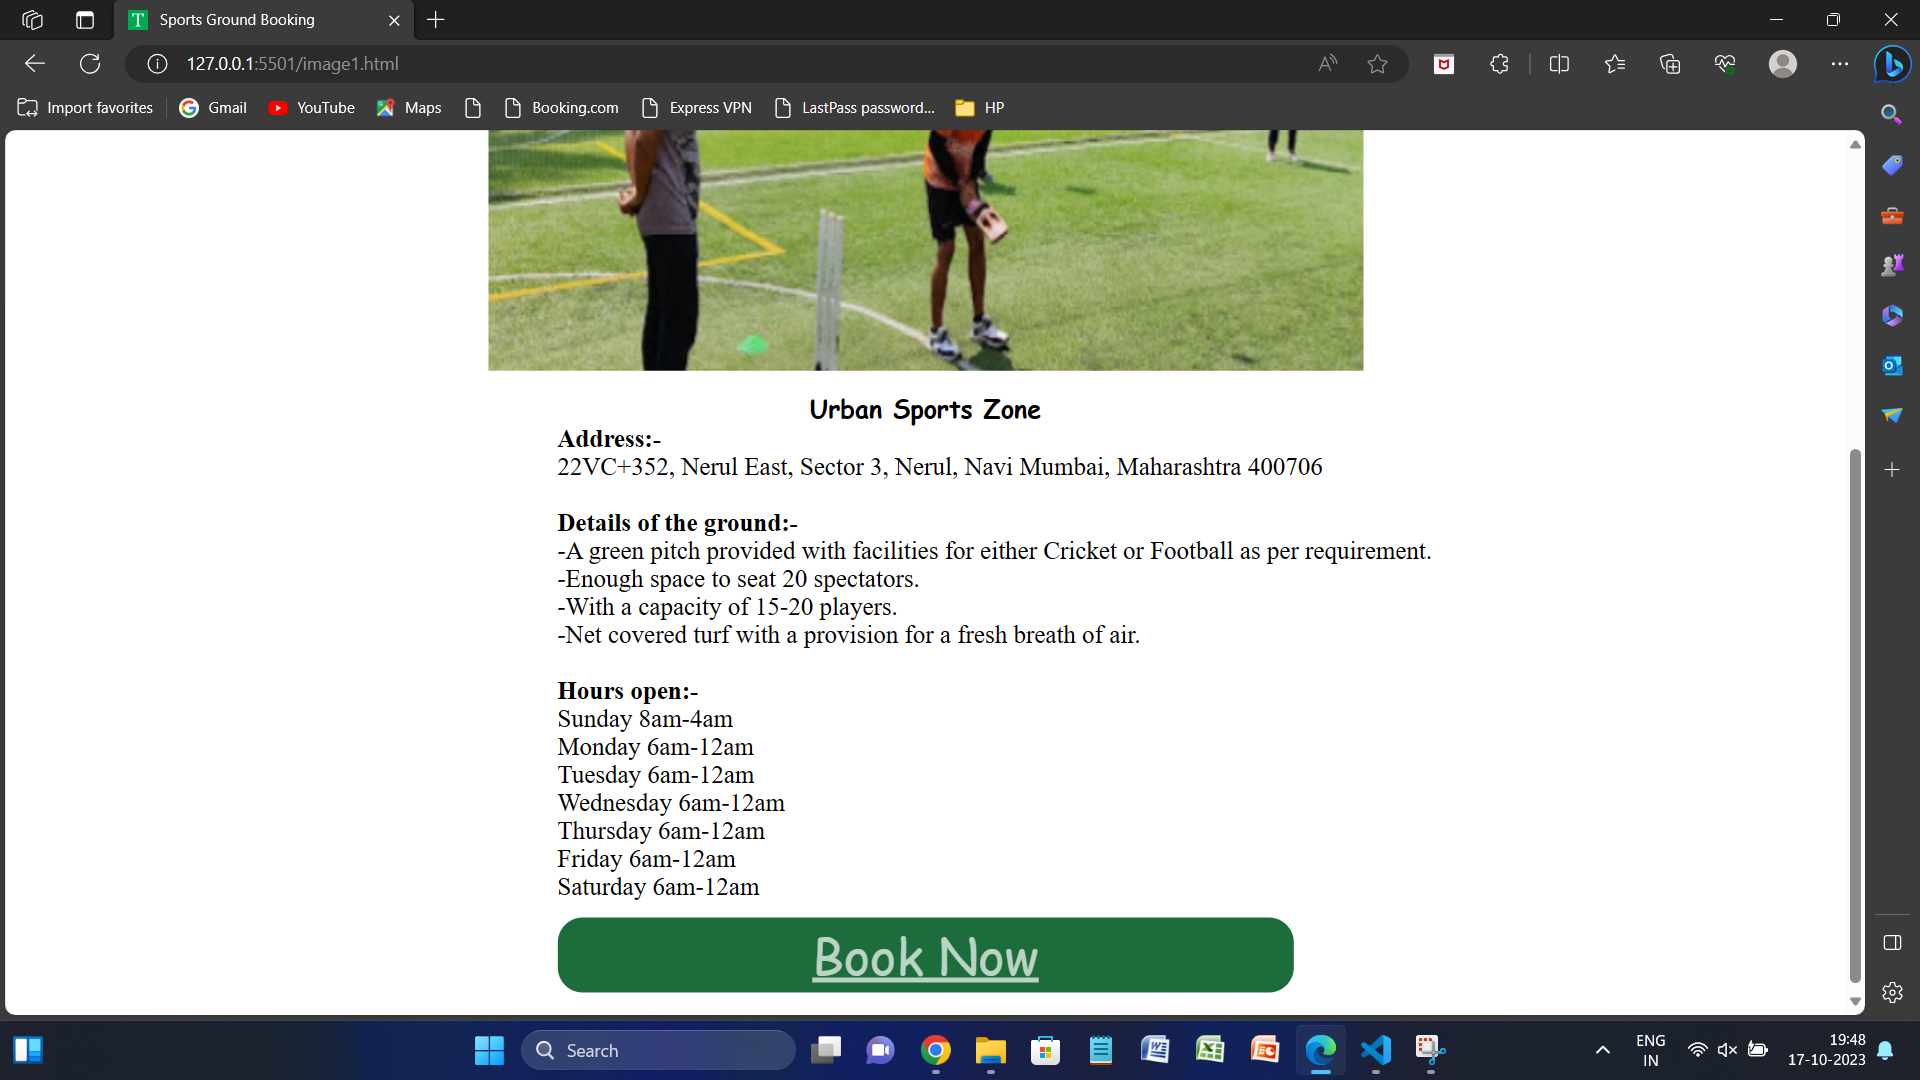 Sports Ground Booking
127.0.0.1:5501/image1.html
Import favorites
Gmail
YouTube
Maps
Booking.com
Express VPN
LastPass password...
HP
Urban Sports Zone
Address:-
22VC+352, Nerul East, Sector 3, Nerul, Navi Mumbai, Maharashtra 400706
Details of the ground:-
-A green pitch provided with facilities for either Cricket or Football as per requirement.
-Enough space to seat 20 spectators.
-With a capacity of 15-20 players.
-Net covered turf with a provision for a fresh breath of air.
Hours open:-
Sunday 8am-4am
Monday 6am-12am
Tuesday 6am-12am
Wednesday 6am-12am
Thursday 6am-12am
Friday 6am-12am
Saturday 6am-12am
Book Now
Search
ENG
IN
19:48
17-10-2023